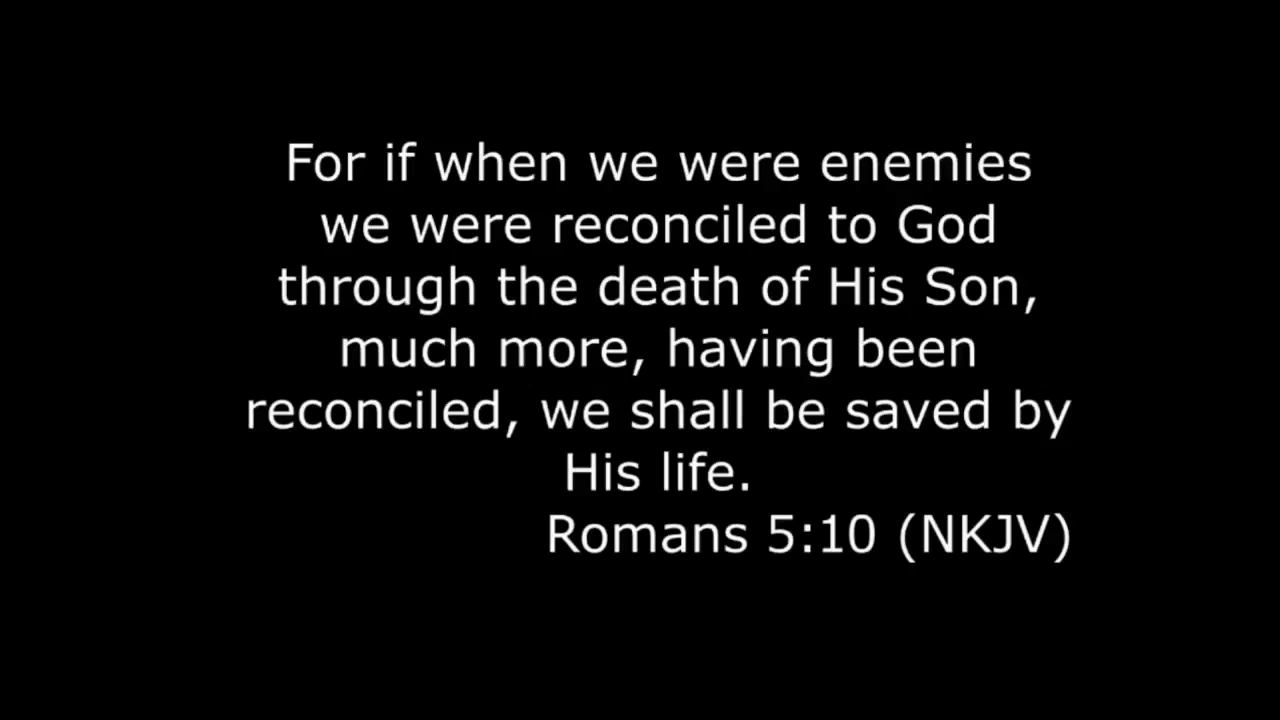 For if when we were enemies
we were reconciled to God
through the death of His Son,
much more, having been
reconciled, we shall be saved by
His life.
Romans 5:10 (NKJV)